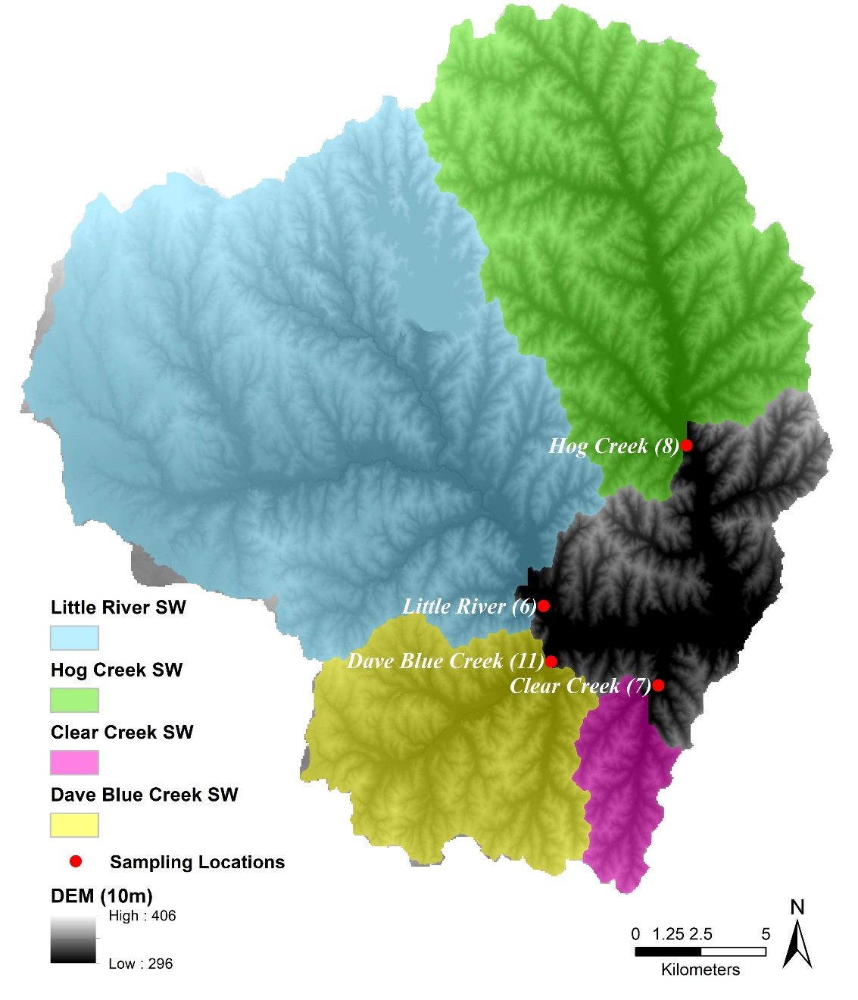 Hog Creek (8)
Little River (6)
Dave Blue Creek (11)
Clear Creek (7)
Little River SW
Hog Creek SW
Clear Creek SW
Dave Blue Creek SW
Sampling Locations
DEM (10m)
High : 406
Low : 296
N
0 1.25 2.5 5
Kilometers